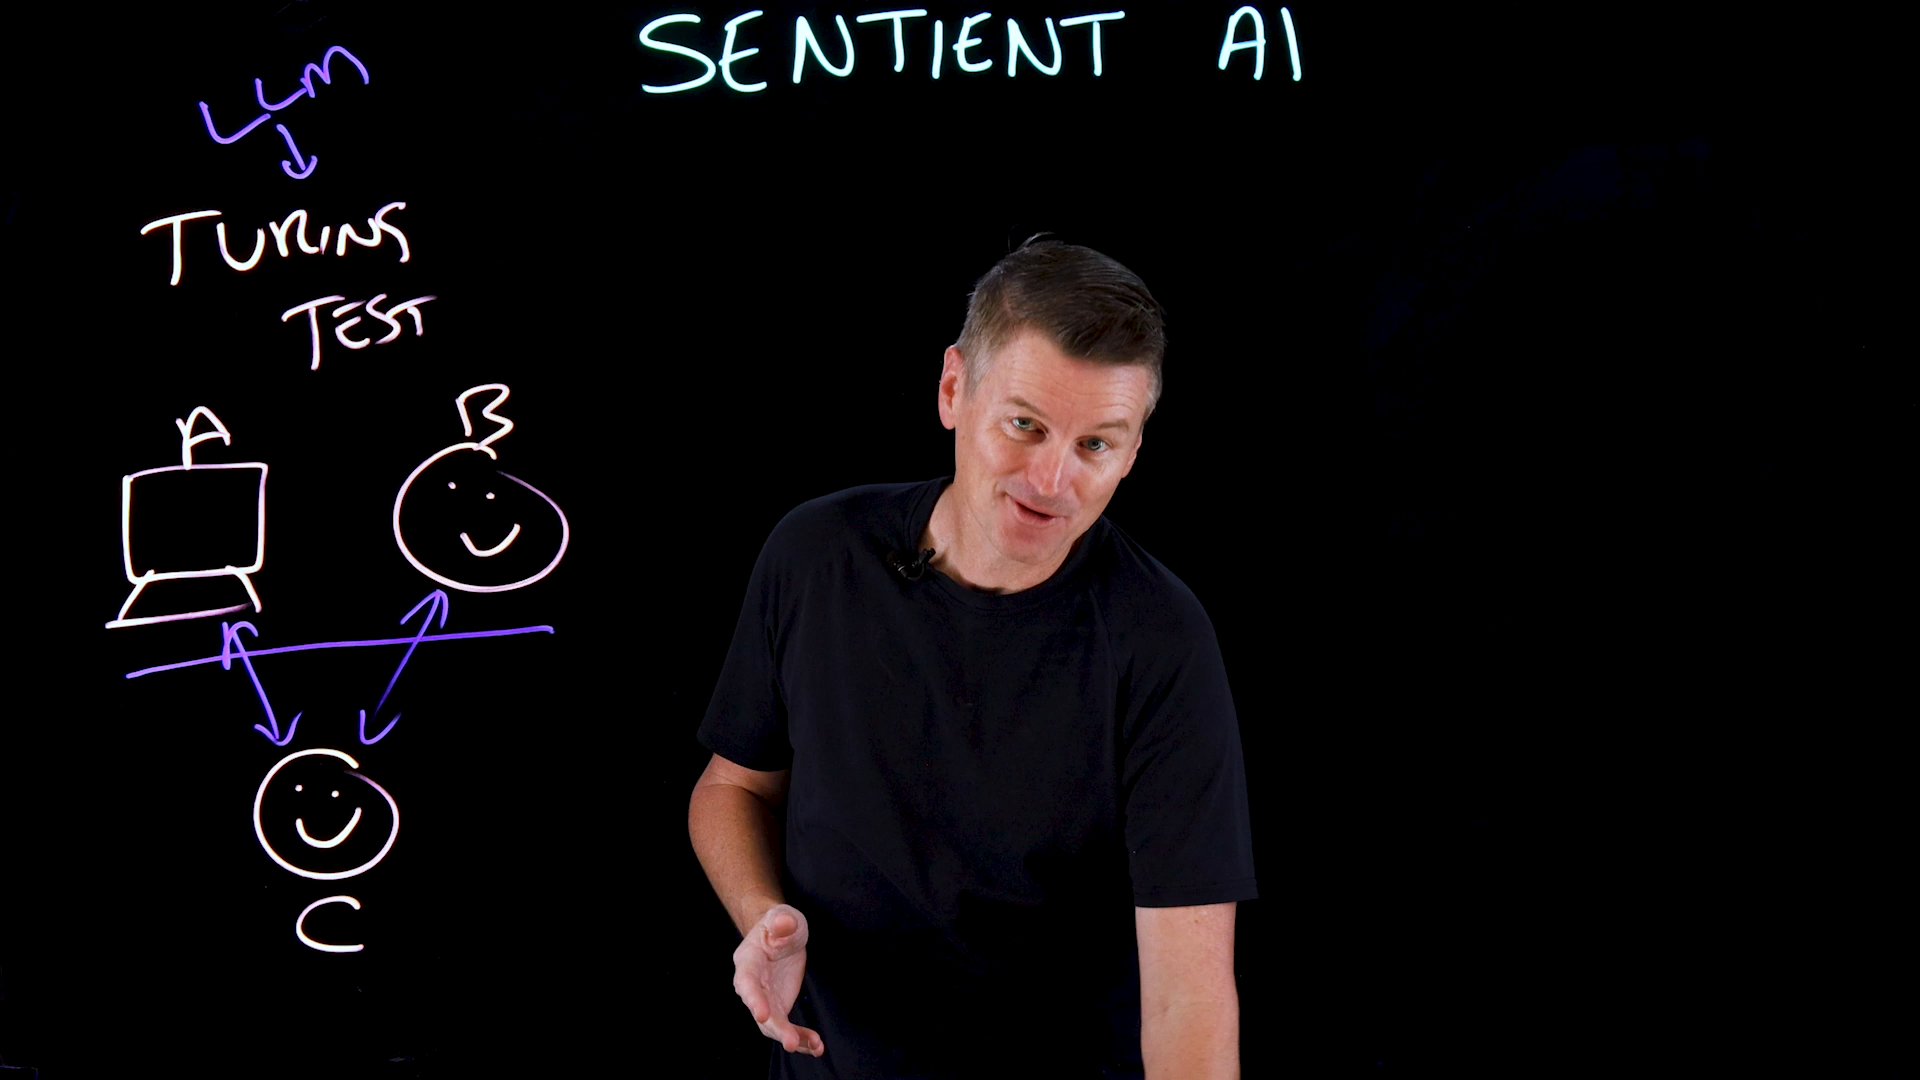 SENTIENT AI
LLM
TURING
TEST
A
B
C